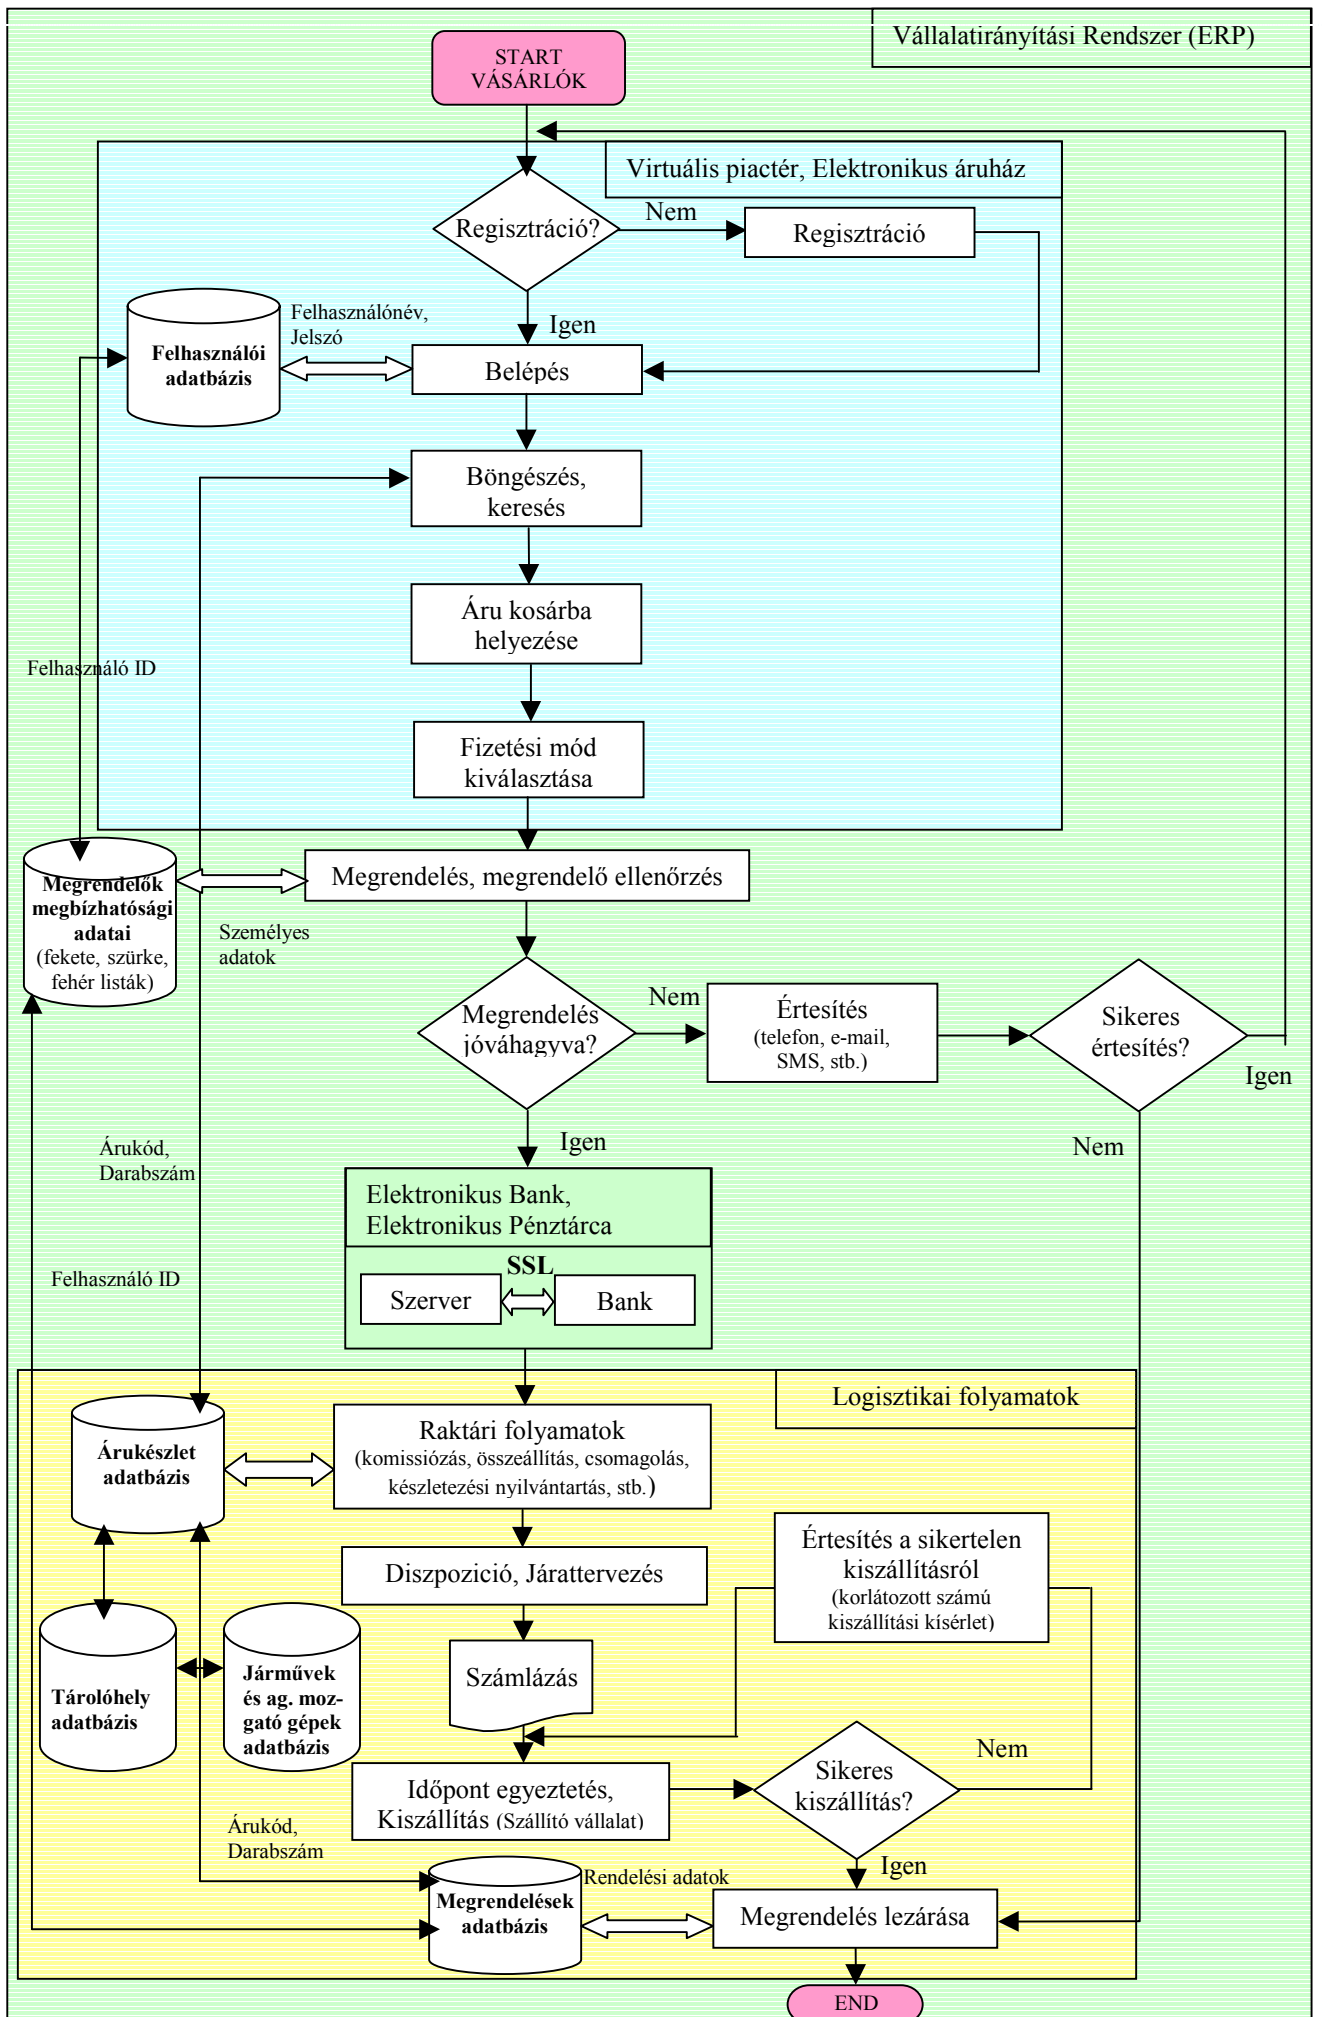 Vállalatirányítási Rendszer (ERP)
START
VÁSÁRLÓK
Virtuális piactér, Elektronikus áruház
Regisztráció?
Nem
Regisztráció
Igen
Felhasználónév,
Jelszó
Felhasználói
adatbázis
Belépés
Böngészés,
keresés
Áru kosárba
helyezése
Felhasználó ID
Fizetési mód
kiválasztása
Megrendelés, megrendelő ellenőrzés
Megrendelők
megbízhatósági
adatai
(fekete, szürke,
fehér listák)
Személyes
adatok
Megrendelés
jóváhagyva?
Nem
Értesítés
(telefon, e-mail,
SMS, stb.)
Sikeres
értesítés?
Igen
Nem
Igen
Árukód,
Darabszám
Elektronikus Bank,
Elektronikus Pénztárca
SSL
Szerver
Bank
Felhasználó ID
Logisztikai folyamatok
Árukészlet
adatbázis
Raktári folyamatok
(komissiózás, összeállítás, csomagolás,
készletezési nyilvántartás, stb.)
Diszpozició, Járattervezés
Értesítés a sikertelen
kiszállításról
(korlátozott számú
kiszállítási kísérlet)
Számlázás
Tárolóhely
adatbázis
Járművek
és ag. moz-
gató gépek
adatbázis
Időpont egyeztetés,
Kiszállítás (Szállító vállalat)
Sikeres
kiszállítás?
Nem
Igen
Árukód,
Darabszám
Megrendelések
adatbázis
Rendelési adatok
Megrendelés lezárása
END